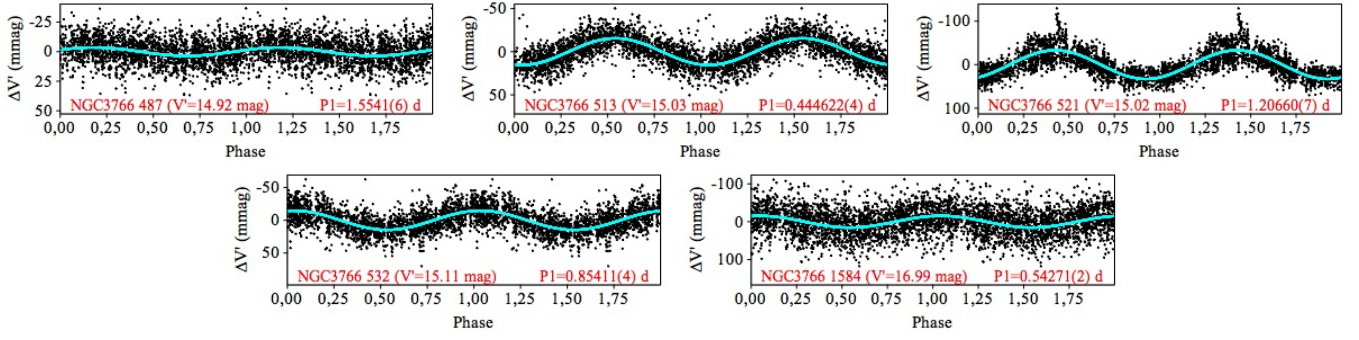 ΔV' (mmag)
-25
0
25
50
NGC3766 487 (V'=14.92 mag) P1=1.5541(6) d
0,00 0,25 0,50 0,75 1,00 1,25 1,50 1,75
Phase
ΔV' (mmag)
-50
0
50
NGC3766 513 (V'=15.03 mag) P1=0.444622(4) d
0,00 0,25 0,50 0,75 1,00 1,25 1,50 1,75
Phase
ΔV' (mmag)
-100
0
100
NGC3766 521 (V'=15.02 mag) P1=1.20660(7) d
0,00 0,25 0,50 0,75 1,00 1,25 1,50 1,75
Phase
ΔV' (mmag)
-50
0
50
NGC3766 532 (V'=15.11 mag) P1=0.85411(4) d
0,00 0,25 0,50 0,75 1,00 1,25 1,50 1,75
Phase
ΔV' (mmag)
-100
0
100
NGC3766 1584 (V'=16.99 mag) P1=0.54271(2) d
0,00 0,25 0,50 0,75 1,00 1,25 1,50 1,75
Phase